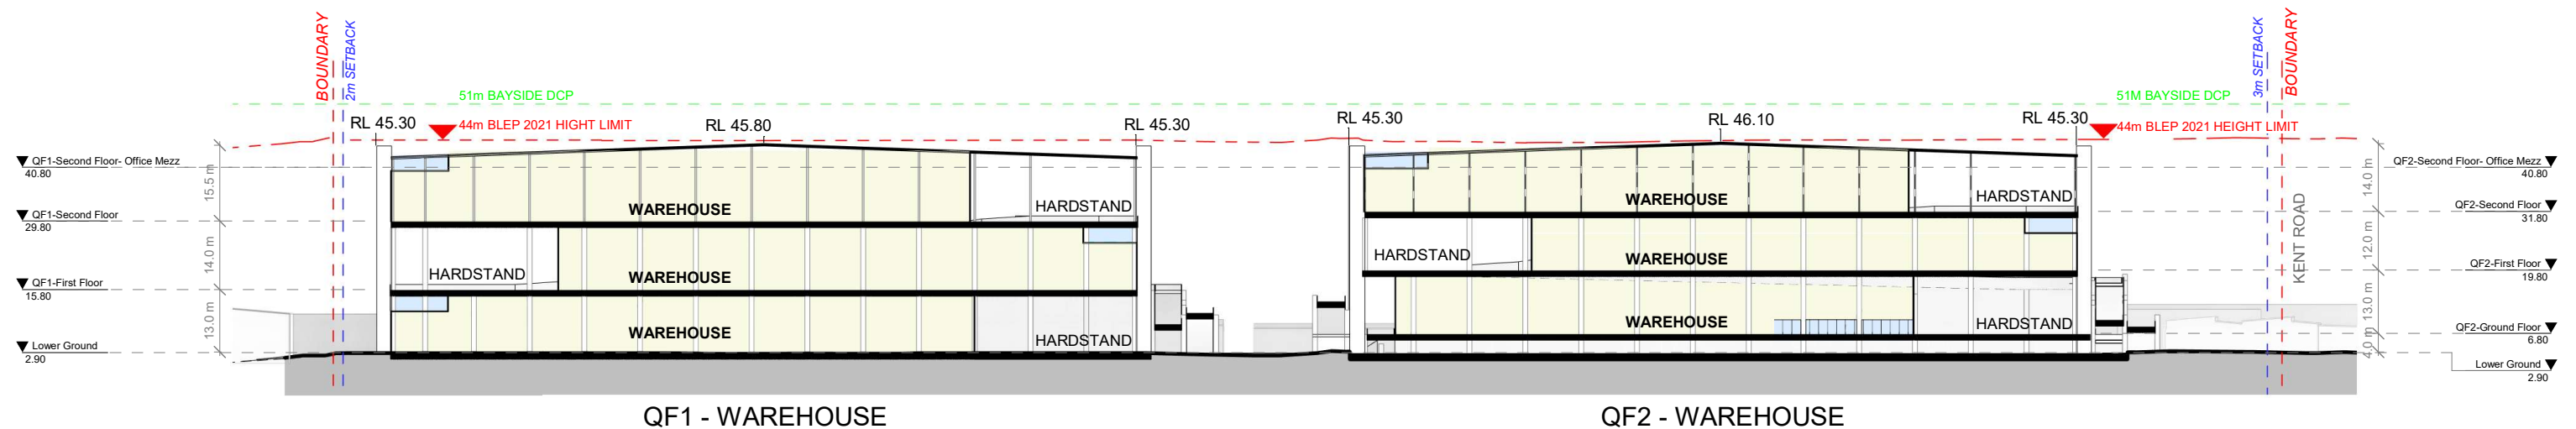 BOUNDARY
2m SETBACK
3m SETBACK
BOUNDARY
51m BAYSIDE DCP
51M BAYSIDE DCP
RL 45.30
44m BLEP 2021 HIGHT LIMIT
RL 45.80
RL 45.30
RL 45.30
RL 46.10
RL 45.30
44m BLEP 2021 HEIGHT LIMIT
QF1-Second Floor- Office Mezz
40.80
15.5 m
QF1-Second Floor
29.80
14.0 m
QF1-First Floor
15.80
13.0 m
Lower Ground
2.90
WAREHOUSE
HARDSTAND
HARDSTAND
WAREHOUSE
WAREHOUSE
HARDSTAND
WAREHOUSE
HARDSTAND
HARDSTAND
WAREHOUSE
WAREHOUSE
HARDSTAND
KENT ROAD
QF2-Second Floor- Office Mezz
40.80
14.0 m
QF2-Second Floor
31.80
12.0 m
QF2-First Floor
19.80
13.0 m
QF2-Ground Floor
6.80
Lower Ground
2.90
QF1 - WAREHOUSE
QF2 - WAREHOUSE